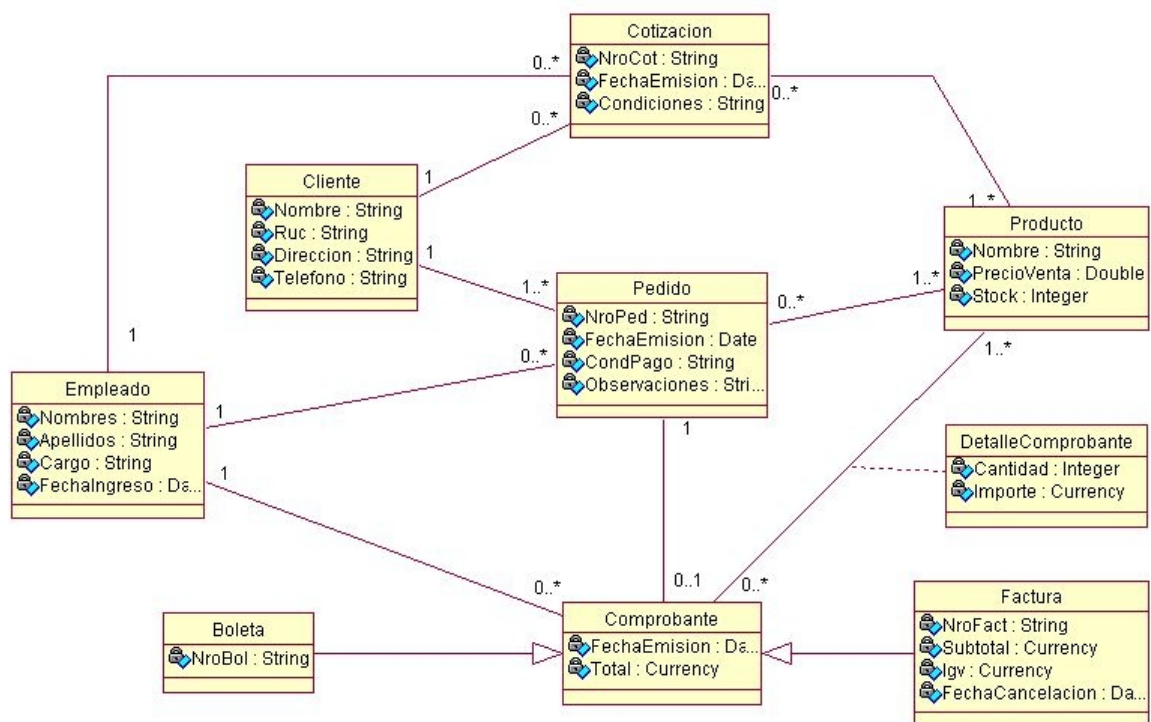 Cotizacion
NroCot : String
FechaEmision : Da...
Condiciones : String
0..*
0..*
0..*
1
Cliente
Nombre : String
Ruc : String
Direccion : String
Telefono : String
1
1..*
1..*
Producto
Nombre : String
PrecioVenta : Double
Stock : Integer
1..*
0..*
1..*
Pedido
NroPed : String
FechaEmision : Date
CondPago : String
Observaciones : Stri...
0..*
1
1
Empleado
Nombres : String
Apellidos : String
Cargo : String
FechaIngreso : Da...
1
1
DetalleComprobante
Cantidad : Integer
Importe : Currency
0..*
0..1
0..*
Boleta
NroBol : String
Comprobante
FechaEmision : Da...
Total : Currency
Factura
NroFact : String
Subtotal : Currency
Igv : Currency
FechaCancelacion : Da...